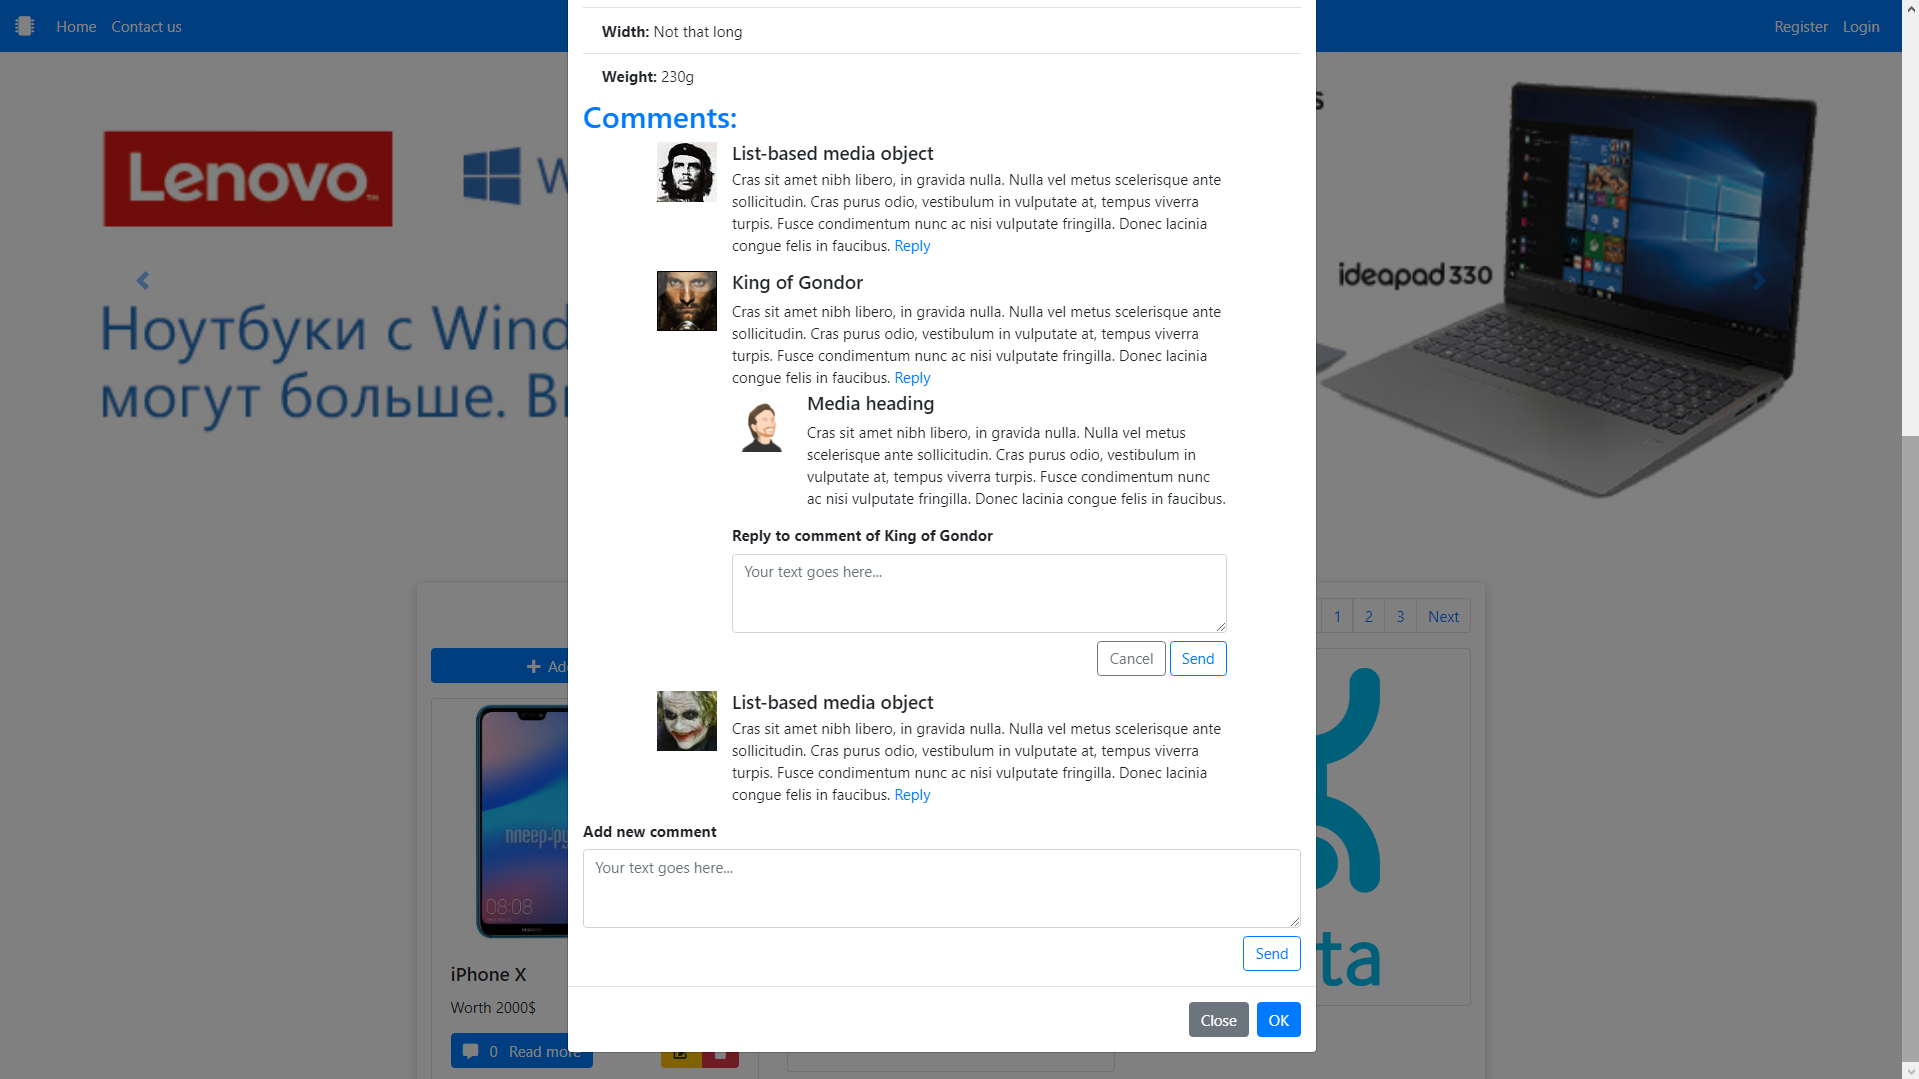 Home Contact us
Register Login
Width: Not that long
Weight: 230g
Comments:
Lenovo
TM
W
ideapad 330
Ноутбуки с Wind
могут больше. В
List-based media object
Cras sit amet nibh libero, in gravida nulla. Nulla vel metus scelerisque ante
sollicitudin. Cras purus odio, vestibulum in vulputate at, tempus viverra
turpis. Fusce condimentum nunc ac nisi vulputate fringilla. Donec lacinia
congue felis in faucibus. Reply
King of Gondor
Cras sit amet nibh libero, in gravida nulla. Nulla vel metus scelerisque ante
sollicitudin. Cras purus odio, vestibulum in vulputate at, tempus viverra
turpis. Fusce condimentum nunc ac nisi vulputate fringilla. Donec lacinia
congue felis in faucibus. Reply
Media heading
Cras sit amet nibh libero, in gravida nulla. Nulla vel metus
scelerisque ante sollicitudin. Cras purus odio, vestibulum in
vulputate at, tempus viverra turpis. Fusce condimentum nunc
ac nisi vulputate fringilla. Donec lacinia congue felis in faucibus.
Reply to comment of King of Gondor
Your text goes here...
Cancel Send
1 2 3 Next
List-based media object
Cras sit amet nibh libero, in gravida nulla. Nulla vel metus scelerisque ante
sollicitudin. Cras purus odio, vestibulum in vulputate at, tempus viverra
turpis. Fusce condimentum nunc ac nisi vulputate fringilla. Donec lacinia
congue felis in faucibus. Reply
Add new comment
Your text goes here...
Send
Close OK
Ad
плеер.ру
08:08
HUAWEI
iPhone X
Worth 2000$
0 Read more
ta